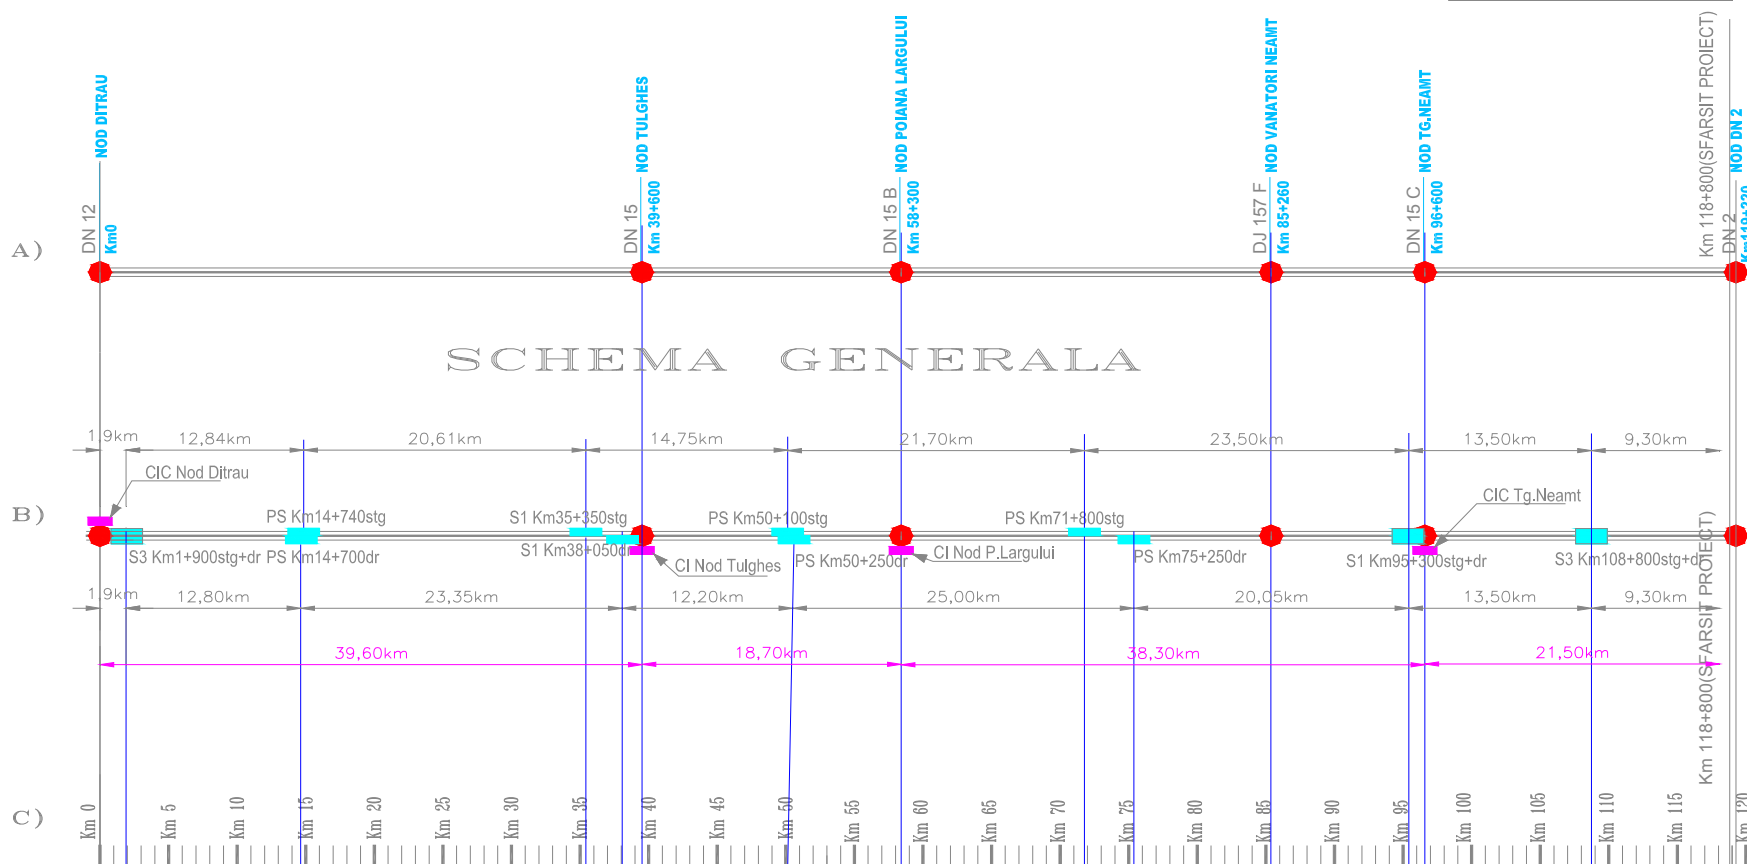 NOD DITRAU
DN 12
Km0
NOD TULGHES
DN 15
Km 39+600
NOD POIANA LARGULUI
DN 15 B
Km 58+300
NOD VANATORI NEAMT
DJ 157 F
Km 85+260
NOD TG.NEAMT
DN 15 C
Km 96+600
Km 118+800(SFARSIT PROIECT)
NOD DN 2
DN 2
A)
SCHEMA GENERALA
1,9km 12,84km 20,61km 14,75km 21,70km 23,50km 13,50km 9,30km
CIC Nod Ditrau
CIC Tg.Neamt
B)
PS Km14+740stg
S1 Km35+350stg
PS Km50+100stg
PS Km71+800stg
S3 Km1+900stg+dr
PS Km14+700dr
S1 Km38+050dr
CI Nod Tulghes
PS Km50+250dr
CI Nod P.Largului
PS Km75+250dr
S1 Km95+300stg+dr
S3 Km108+800stg+dr
1,9km 12,80km 23,35km 12,20km 25,00km 20,05km 13,50km 9,30km
39,60km 18,70km 38,30km 21,50km
Km 118+800(SFARSIT PROIECT)
C)
Km 0
Km 5
Km 10
Km 15
Km 20
Km 25
Km 30
Km 35
Km 40
Km 45
Km 50
Km 55
Km 60
Km 65
Km 70
Km 75
Km 80
Km 85
Km 90
Km 95
Km 100
Km 105
Km 110
Km 115
Km 120